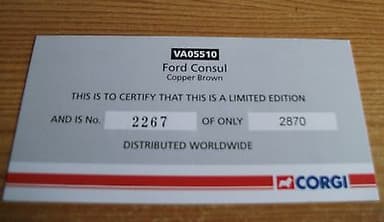 VA05510
Ford Consul
Copper Brown
THIS IS TO CERTIFY THAT THIS IS A LIMITED EDITION
AND IS No. 2267 OF ONLY 2870
DISTRIBUTED WORLDWIDE
CORGI